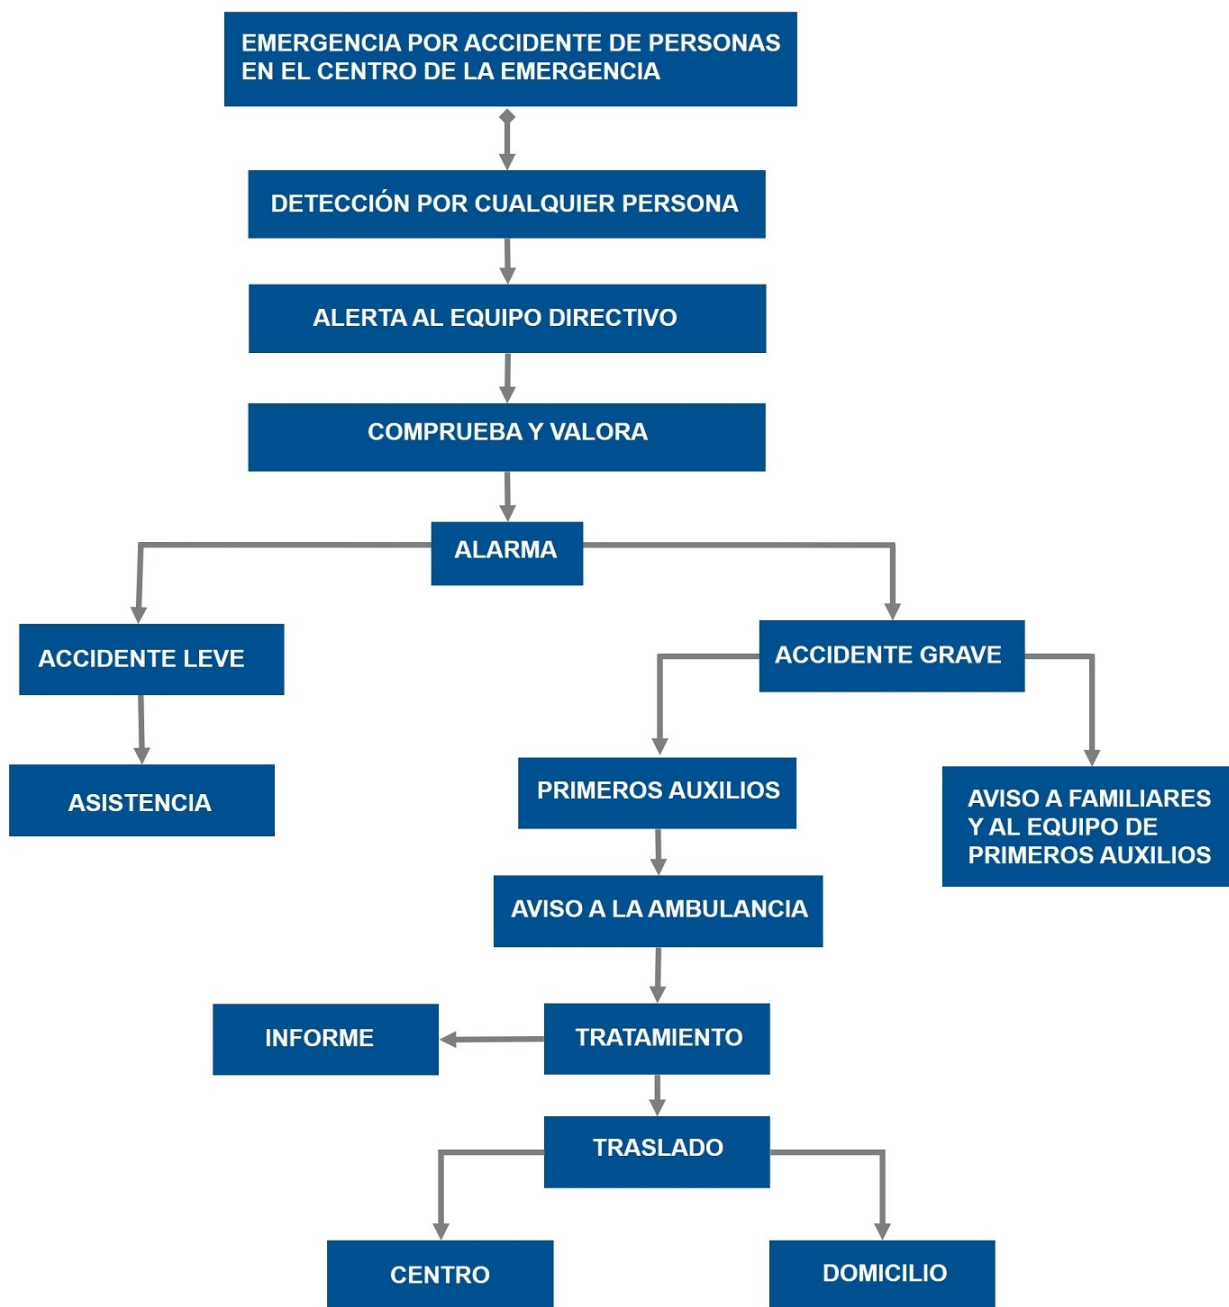 EMERGENCIA POR ACCIDENTE DE PERSONAS
EN EL CENTRO DE LA EMERGENCIA
DETECCIÓN POR CUALQUIER PERSONA
ALERTA AL EQUIPO DIRECTIVO
COMPRUEBA Y VALORA
ALARMA
ACCIDENTE LEVE
ACCIDENTE GRAVE
ASISTENCIA
PRIMEROS AUXILIOS
AVISO A FAMILIARES
Y AL EQUIPO DE
PRIMEROS AUXILIOS
AVISO A LA AMBULANCIA
INFORME
TRATAMIENTO
TRASLADO
CENTRO
DOMICILIO